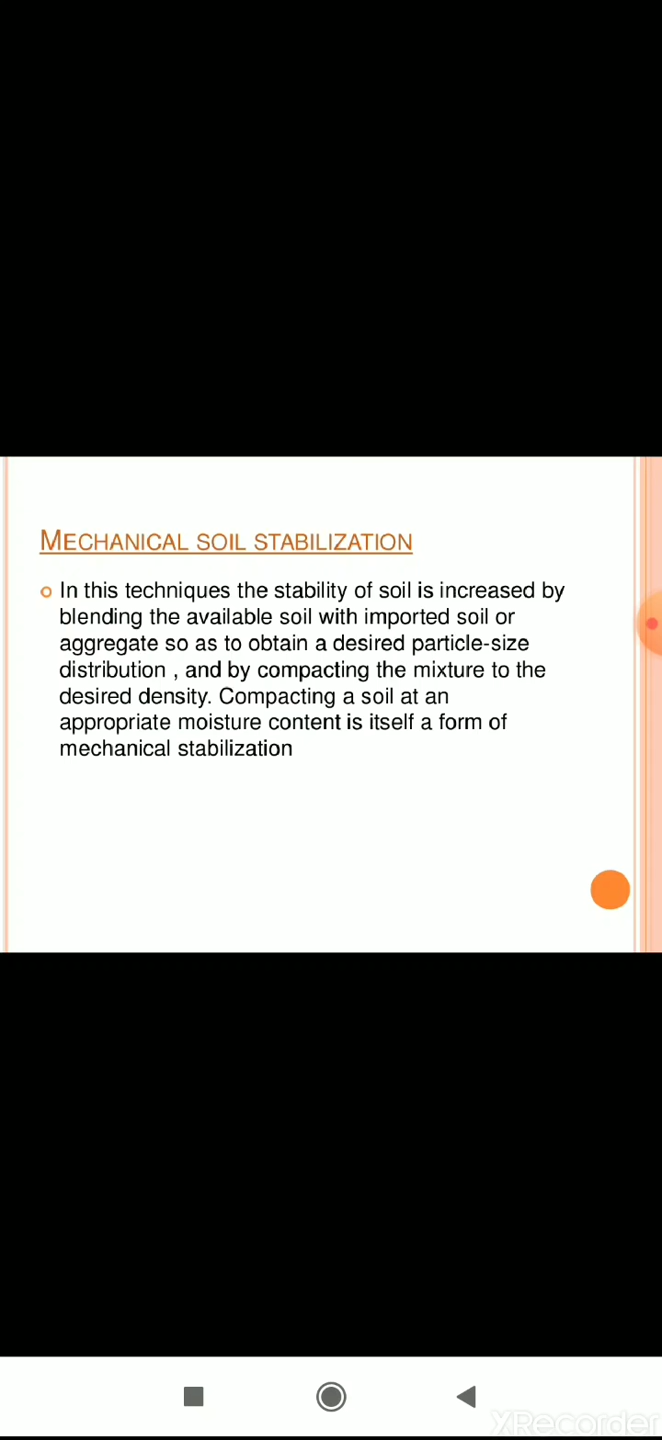 MECHANICAL SOIL STABILIZATION
In this techniques the stability of soil is increased by
blending the available soil with imported soil or
aggregate so as to obtain a desired particle-size
distribution , and by compacting the mixture to the
desired density. Compacting a soil at an
appropriate moisture content is itself a form of
mechanical stabilization
XRecorder